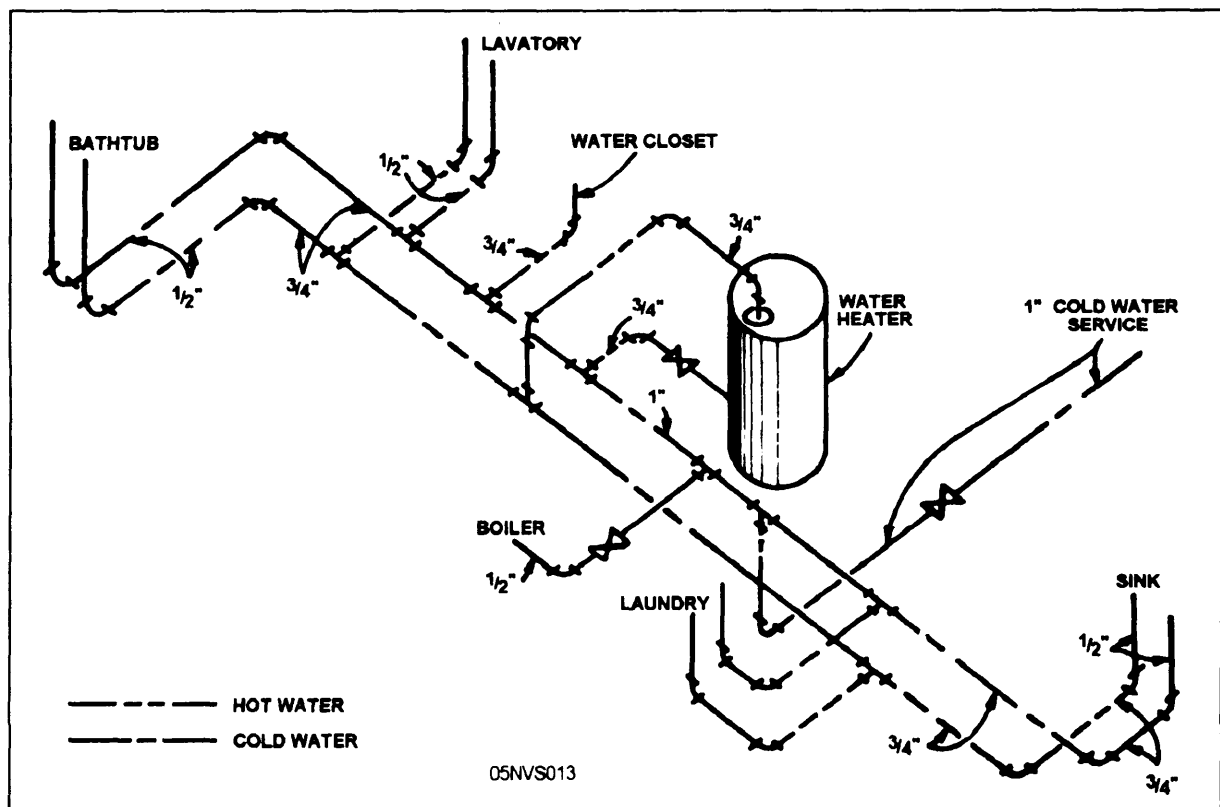 LAVATORY
BATHTUB
WATER CLOSET
1/2"
3/4"
3/4"
3/4"
1/2"
3/4"
WATER
HEATER
1" COLD WATER
SERVICE
3/4"
1"
BOILER
1/2"
LAUNDRY
SINK
1/2"
HOT WATER
COLD WATER
3/4"
3/4"
05NVS013